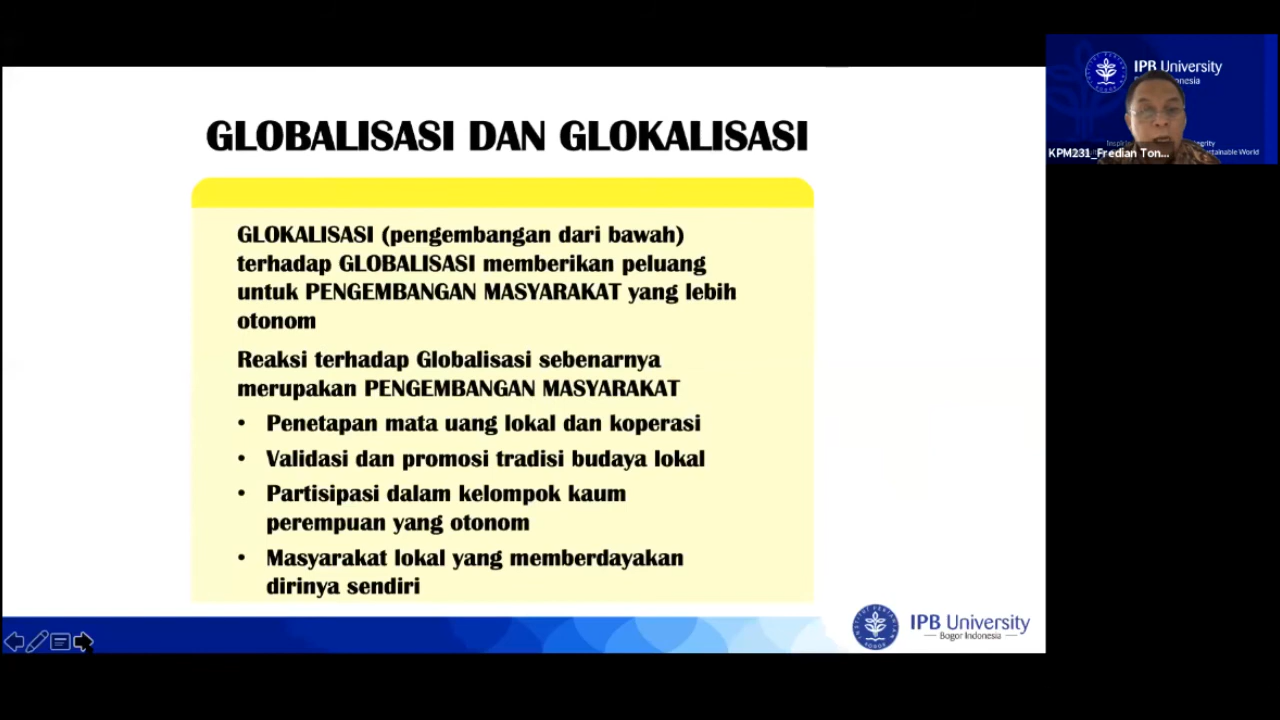 GLOBALISASI DAN GLOKALISASI
GLOKALISASI (pengembangan dari bawah)
terhadap GLOBALISASI memberikan peluang
untuk PENGEMBANGAN MASYARAKAT yang lebih
otonom
Reaksi terhadap Globalisasi sebenarnya
merupakan PENGEMBANGAN MASYARAKAT
• Penetapan mata uang lokal dan koperasi
• Validasi dan promosi tradisi budaya lokal
• Partisipasi dalam kelompok kaum
perempuan yang otonom
• Masyarakat lokal yang memberdayakan
dirinya sendiri
IPB University
Bogor Indonesia
IPB University
KPM231_Fredian Ton...